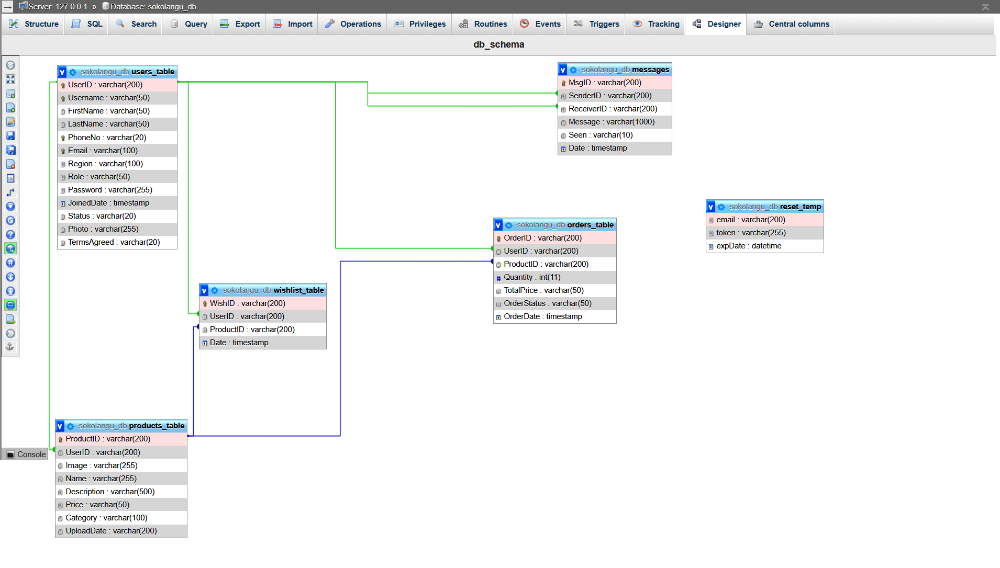 Server: 127.0.0.1 » Database: sokolangu_db
Structure SQL Search Query Export Import Operations Privileges Routines Events Triggers Tracking Designer Central columns
db_schema
v sokolangu_db users_table
UserID : varchar(200)
Username : varchar(50)
FirstName : varchar(50)
LastName : varchar(50)
PhoneNo : varchar(20)
Email : varchar(100)
Region : varchar(100)
Role : varchar(50)
Password : varchar(255)
JoinedDate : timestamp
Status : varchar(20)
Photo : varchar(255)
TermsAgreed : varchar(20)
v sokolangu_db messages
MsgID : varchar(200)
SenderID : varchar(200)
ReceiverID : varchar(200)
Message : varchar(1000)
Seen : varchar(10)
Date : timestamp
v sokolangu_db reset_temp
email : varchar(200)
token : varchar(255)
expDate : datetime
v sokolangu_db orders_table
OrderID : varchar(200)
UserID : varchar(200)
ProductID : varchar(200)
Quantity : int(11)
TotalPrice : varchar(50)
OrderStatus : varchar(50)
OrderDate : timestamp
v sokolangu_db wishlist_table
WishID : varchar(200)
UserID : varchar(200)
ProductID : varchar(200)
Date : timestamp
v sokolangu_db products_table
ProductID : varchar(200)
UserID : varchar(200)
Image : varchar(255)
Name : varchar(255)
Description : varchar(500)
Price : varchar(50)
Category : varchar(100)
UploadDate : varchar(200)
Console